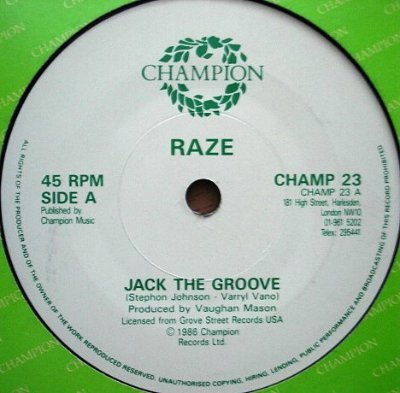 CHAMPION
RAZE
45 RPM
SIDE A
Published by
Champion Music
CHAMP 23
CHAMP 23 A
181 High Street, Harlesden,
London NW10
01-961 5202
Telex: 295441
JACK THE GROOVE
(Stephon Johnson - Varryl Vano)
Produced by Vaughan Mason
Licensed from Grove Street Records USA
© 1986 Champion
Records Ltd.
ALL RIGHTS OF THE PRODUCER AND OF THE OWNER OF THE WORK REPRODUCED RESERVED. UNAUTHORISED COPYING, HIRING, LENDING, PUBLIC PERFORMANCE AND BROADCASTING OF THIS RECORD PROHIBITED.
CHAMPION
CHAMPION
CHAMPION